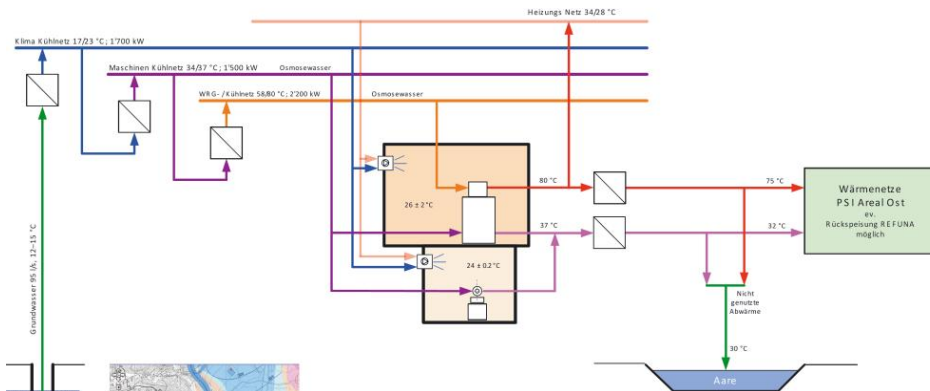 Heizungs Netz 34/28 °C
Klima Kühlnetz 17/23 °C; 1'700 kW
Maschinen Kühlnetz 34/37 °C; 1'500 kW
Osmosewasser
WRG- / Kühlnetz 58/80 °C; 2'200 kW
Osmosewasser
80 °C
75 °C
26 ± 2 °C
37 °C
32 °C
Wärmenetze
PSI Areal Ost
ev.
Rückspeisung REFUNA
möglich
24 ± 0.2 °C
Grundwasser 95 l/s, 12–15 °C
Nicht
genutzte
Abwärme
30 °C
Aare